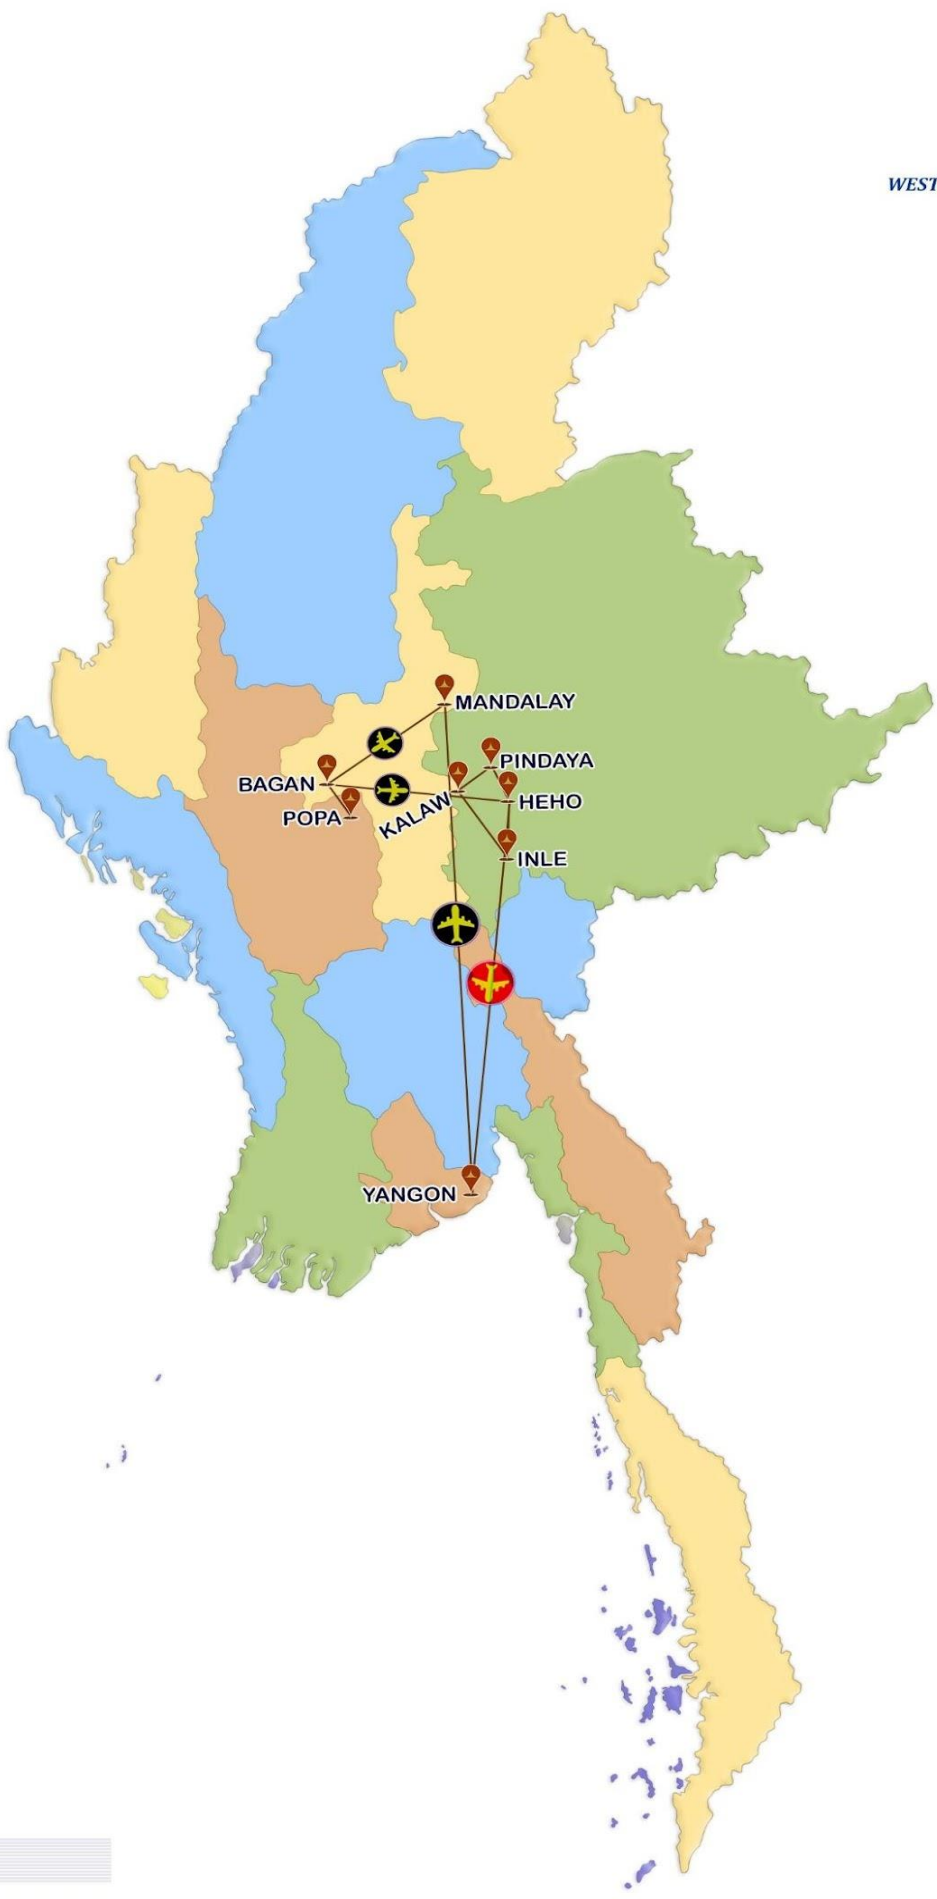 WEST
MANDALAY
PINDAYA
BAGAN
HEHO
POPA
KALAW
INLE
YANGON